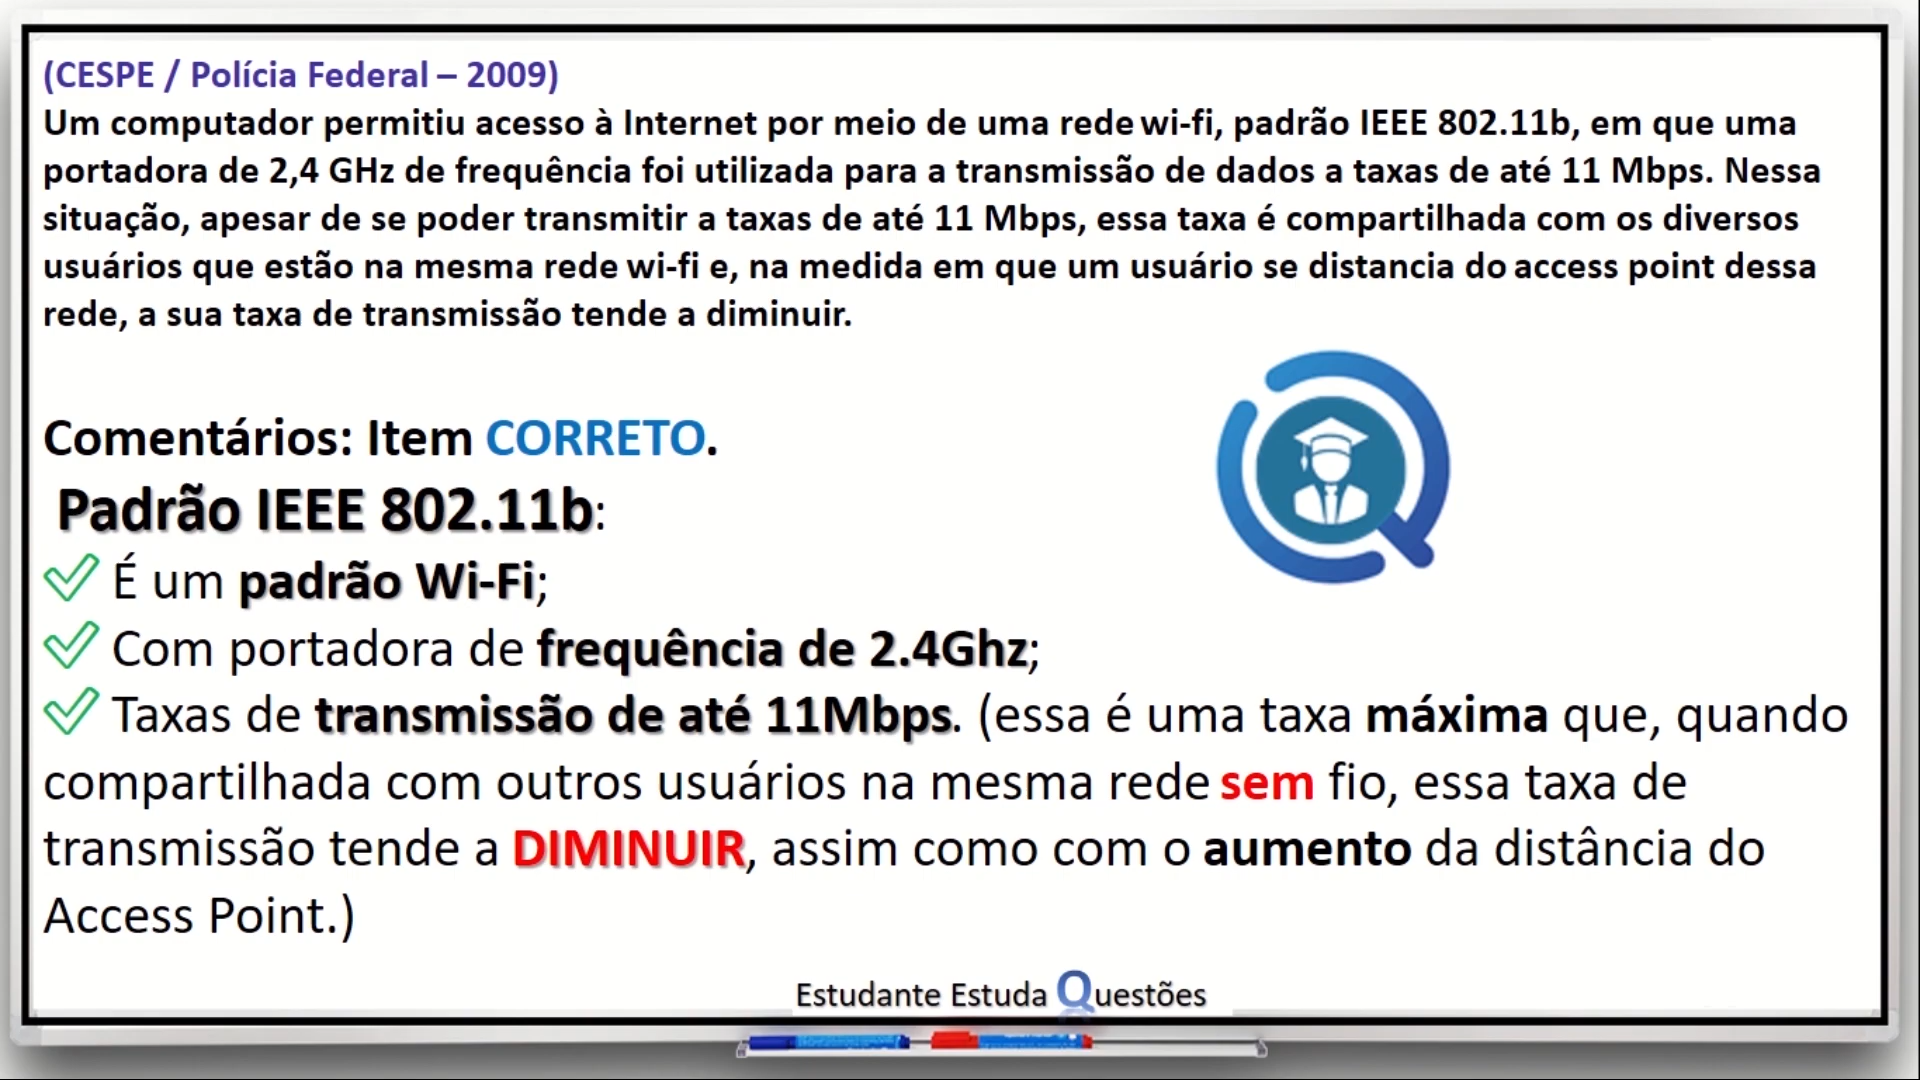 (CESPE / Polícia Federal – 2009)
Um computador permitiu acesso à Internet por meio de uma rede wi-fi, padrão IEEE 802.11b, em que uma
portadora de 2,4 GHz de frequência foi utilizada para a transmissão de dados a taxas de até 11 Mbps. Nessa
situação, apesar de se poder transmitir a taxas de até 11 Mbps, essa taxa é compartilhada com os diversos
usuários que estão na mesma rede wi-fi e, na medida em que um usuário se distancia do access point dessa
rede, a sua taxa de transmissão tende a diminuir.
Comentários: Item CORRETO.
Padrão IEEE 802.11b:
É um padrão Wi-Fi;
Com portadora de frequência de 2.4Ghz;
Taxas de transmissão de até 11Mbps. (essa é uma taxa máxima que, quando
compartilhada com outros usuários na mesma rede sem fio, essa taxa de
transmissão tende a DIMINUIR, assim como com o aumento da distância do
Access Point.)
Estudante Estuda Questões